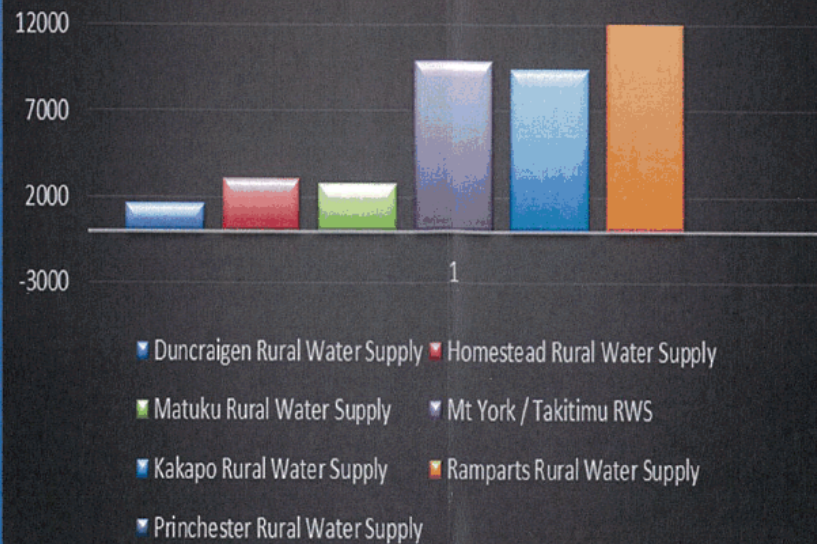 12000
7000
2000
-3000
1
Duncraigen Rural Water Supply Homestead Rural Water Supply
Matuku Rural Water Supply Mt York / Takitimu RWS
Kakapo Rural Water Supply Ramparts Rural Water Supply
Princhester Rural Water Supply